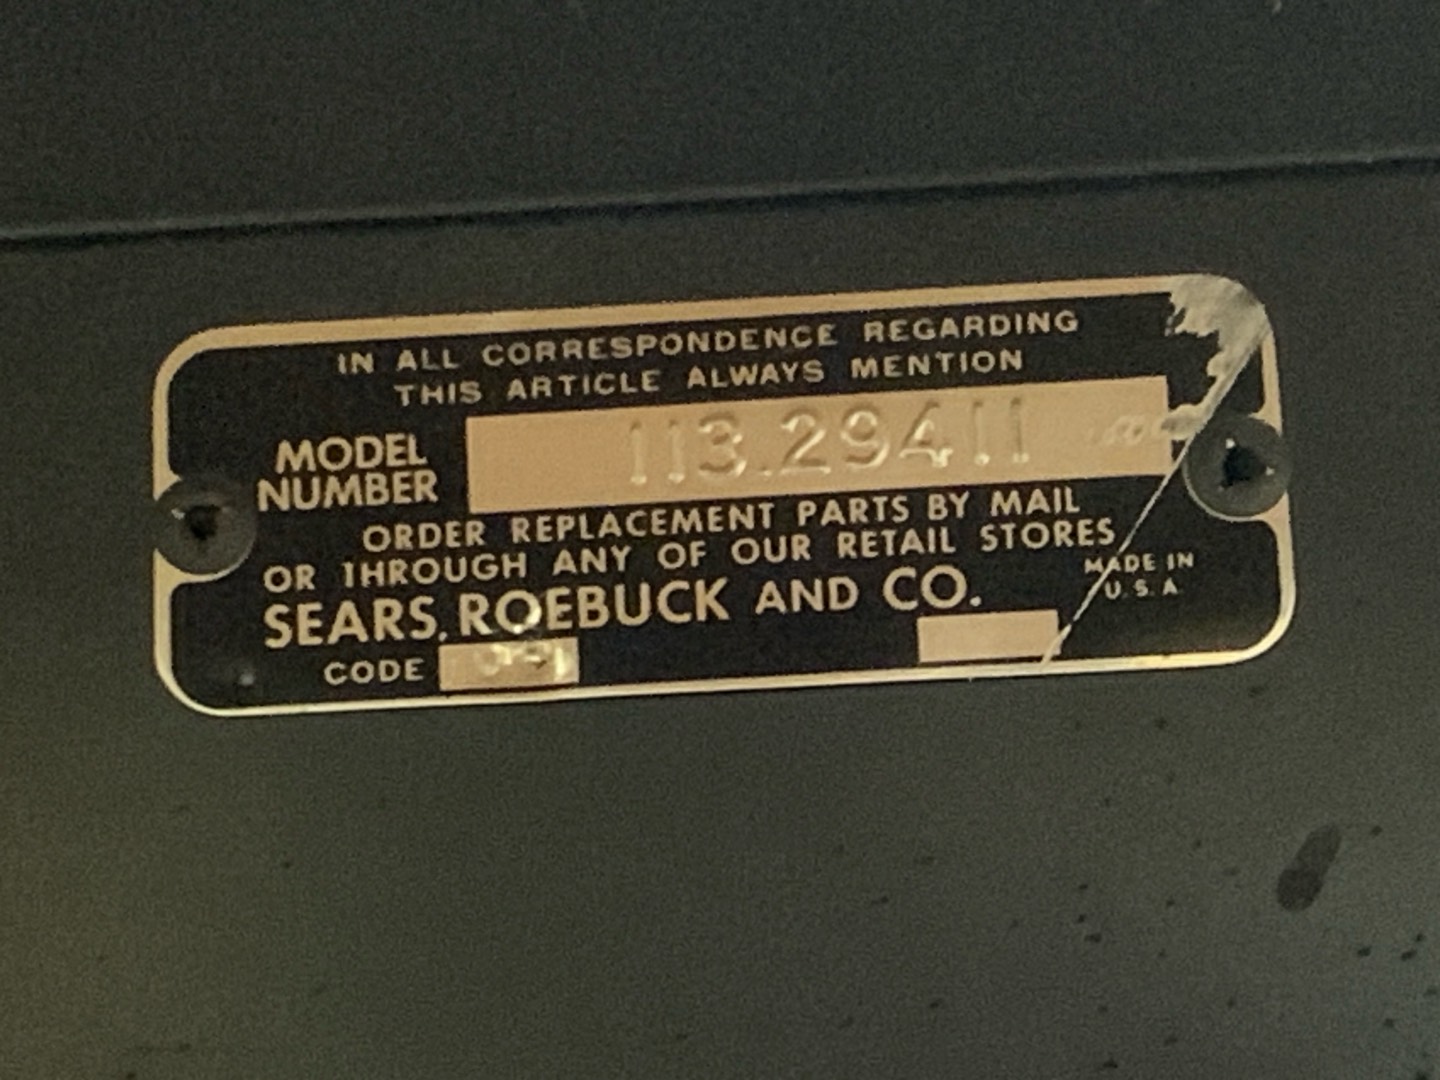 IN ALL CORRESPONDENCE REGARDING
THIS ARTICLE ALWAYS MENTION
MODEL NUMBER 113.29411
ORDER REPLACEMENT PARTS BY MAIL
OR THROUGH ANY OF OUR RETAIL STORES
SEARS, ROEBUCK AND CO.
MADE IN
U.S.A
CODE